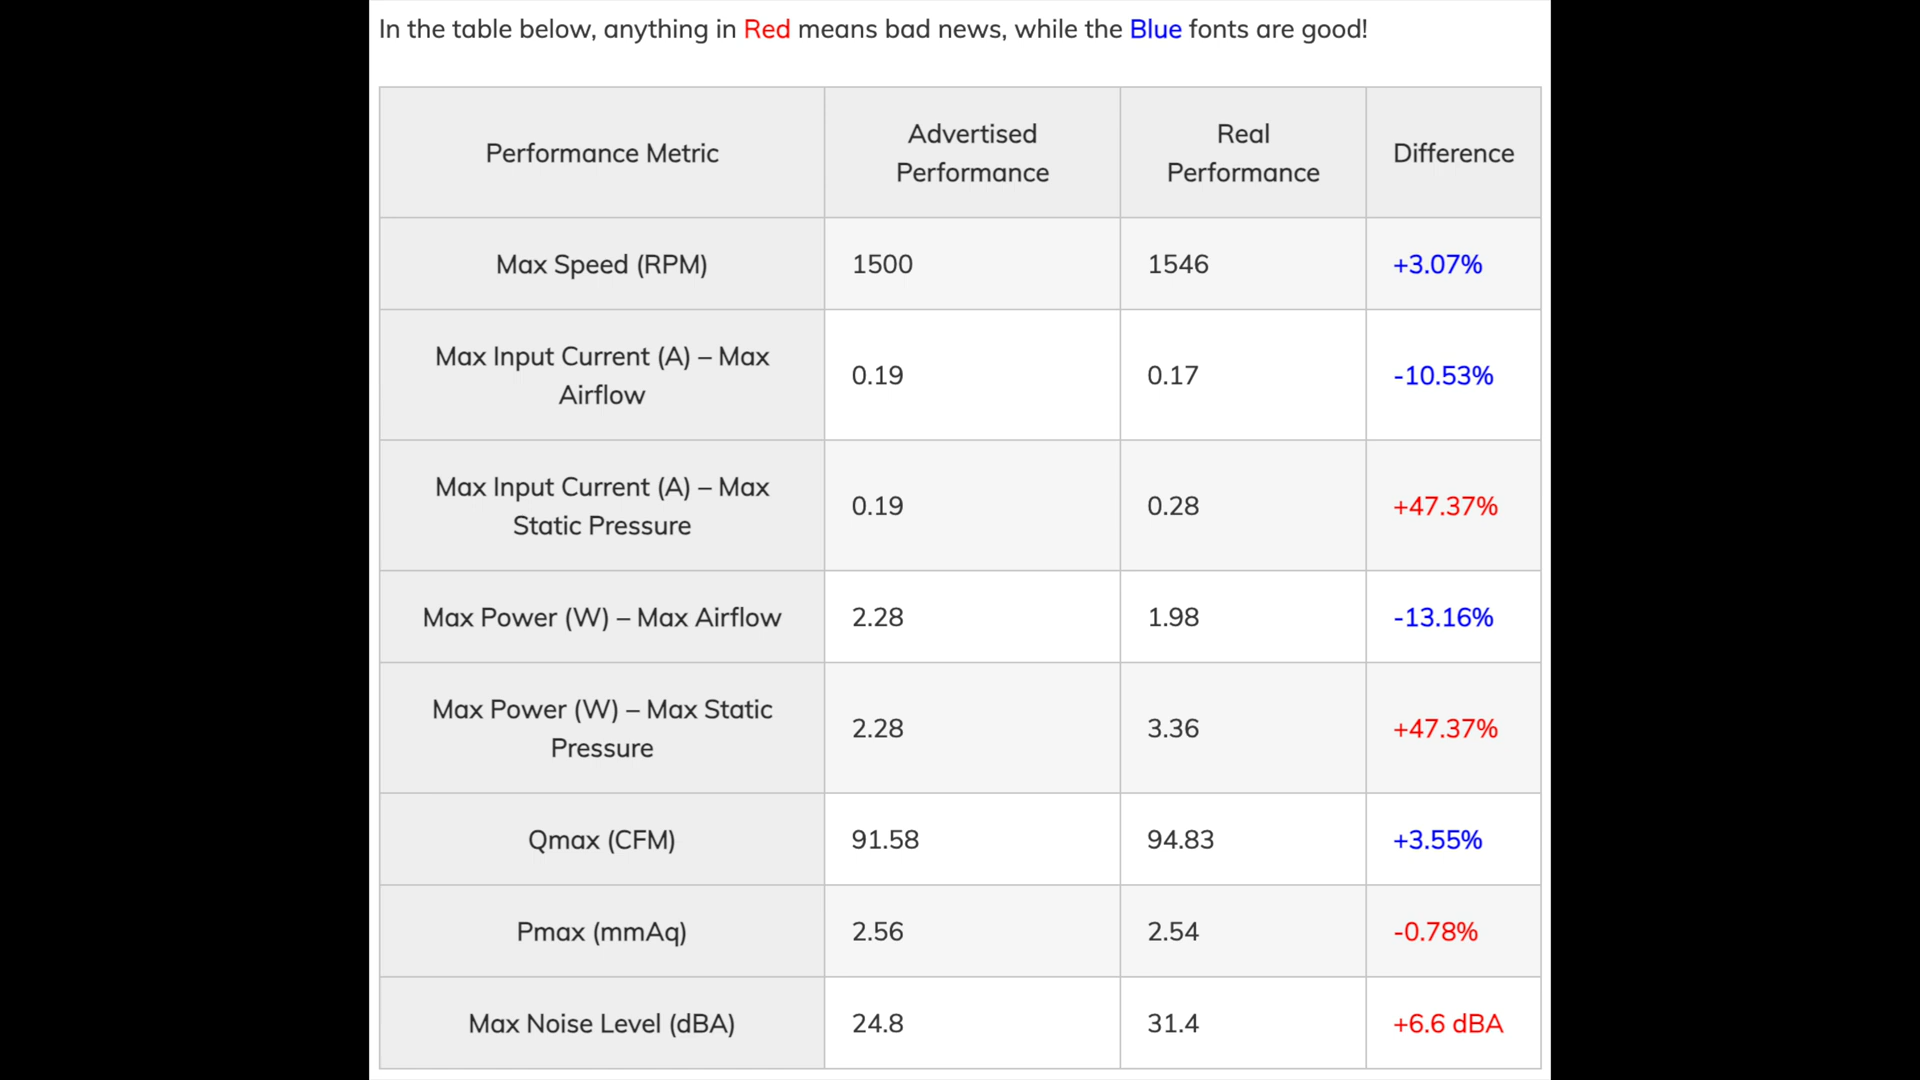 In the table below, anything in Red means bad news, while the Blue fonts are good!
Performance Metric
Advertised
Performance
Real
Performance
Difference
Max Speed (RPM)
1500
1546
+3.07%
Max Input Current (A) – Max
Airflow
0.19
0.17
-10.53%
Max Input Current (A) – Max
Static Pressure
0.19
0.28
+47.37%
Max Power (W) – Max Airflow
2.28
1.98
-13.16%
Max Power (W) – Max Static
Pressure
2.28
3.36
+47.37%
Qmax (CFM)
91.58
94.83
+3.55%
Pmax (mmAq)
2.56
2.54
-0.78%
Max Noise Level (dBA)
24.8
31.4
+6.6 dBA